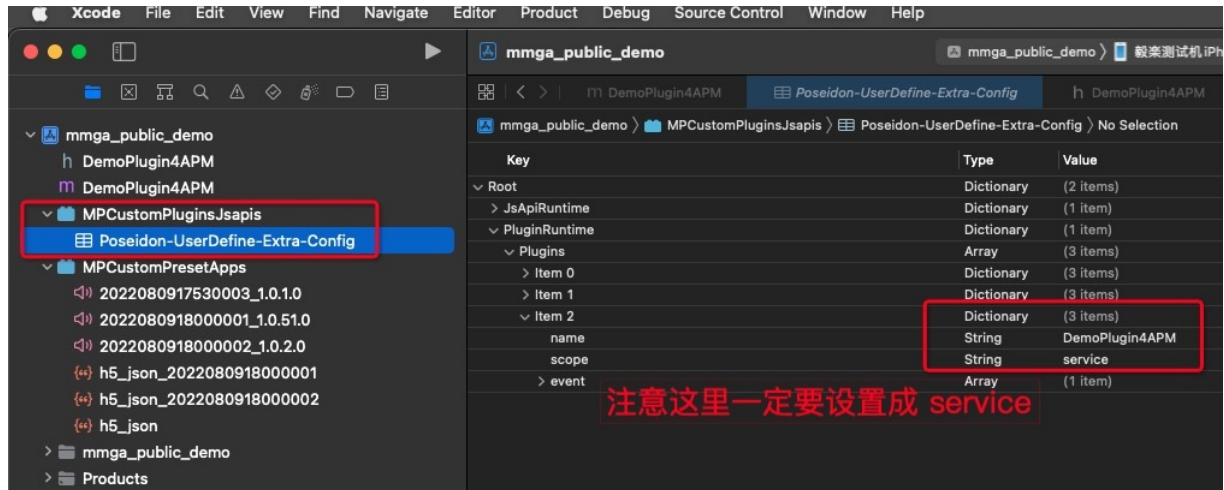 Xcode File Edit View Find Navigate Editor Product Debug Source Control Window Help
mmga_public_demo
mmga_public_demo 〉 毅楽测试机 iPh
DemoPlugin4APM
Poseidon-UserDefine-Extra-Config
DemoPlugin4APM
mmga_public_demo 〉 MPCustomPluginsJsapis 〉 Poseidon-UserDefine-Extra-Config 〉 No Selection
mmga_public_demo
h DemoPlugin4APM
m DemoPlugin4APM
MPCustomPluginsJsapis
Poseidon-UserDefine-Extra-Config
MPCustomPresetApps
2022080917530003_1.0.1.0
2022080918000001_1.0.51.0
2022080918000002_1.0.2.0
h5_json_2022080918000001
h5_json_2022080918000002
h5_json
mmga_public_demo
Products
Key Type Value
Root Dictionary (2 items)
JsApiRuntime Dictionary (1 item)
PluginRuntime Dictionary (1 item)
Plugins Array (3 items)
Item 0 Dictionary (3 items)
Item 1 Dictionary (3 items)
Item 2 Dictionary (3 items)
name String DemoPlugin4APM
scope String service
event Array (1 item)
注意这里一定要设置成 service